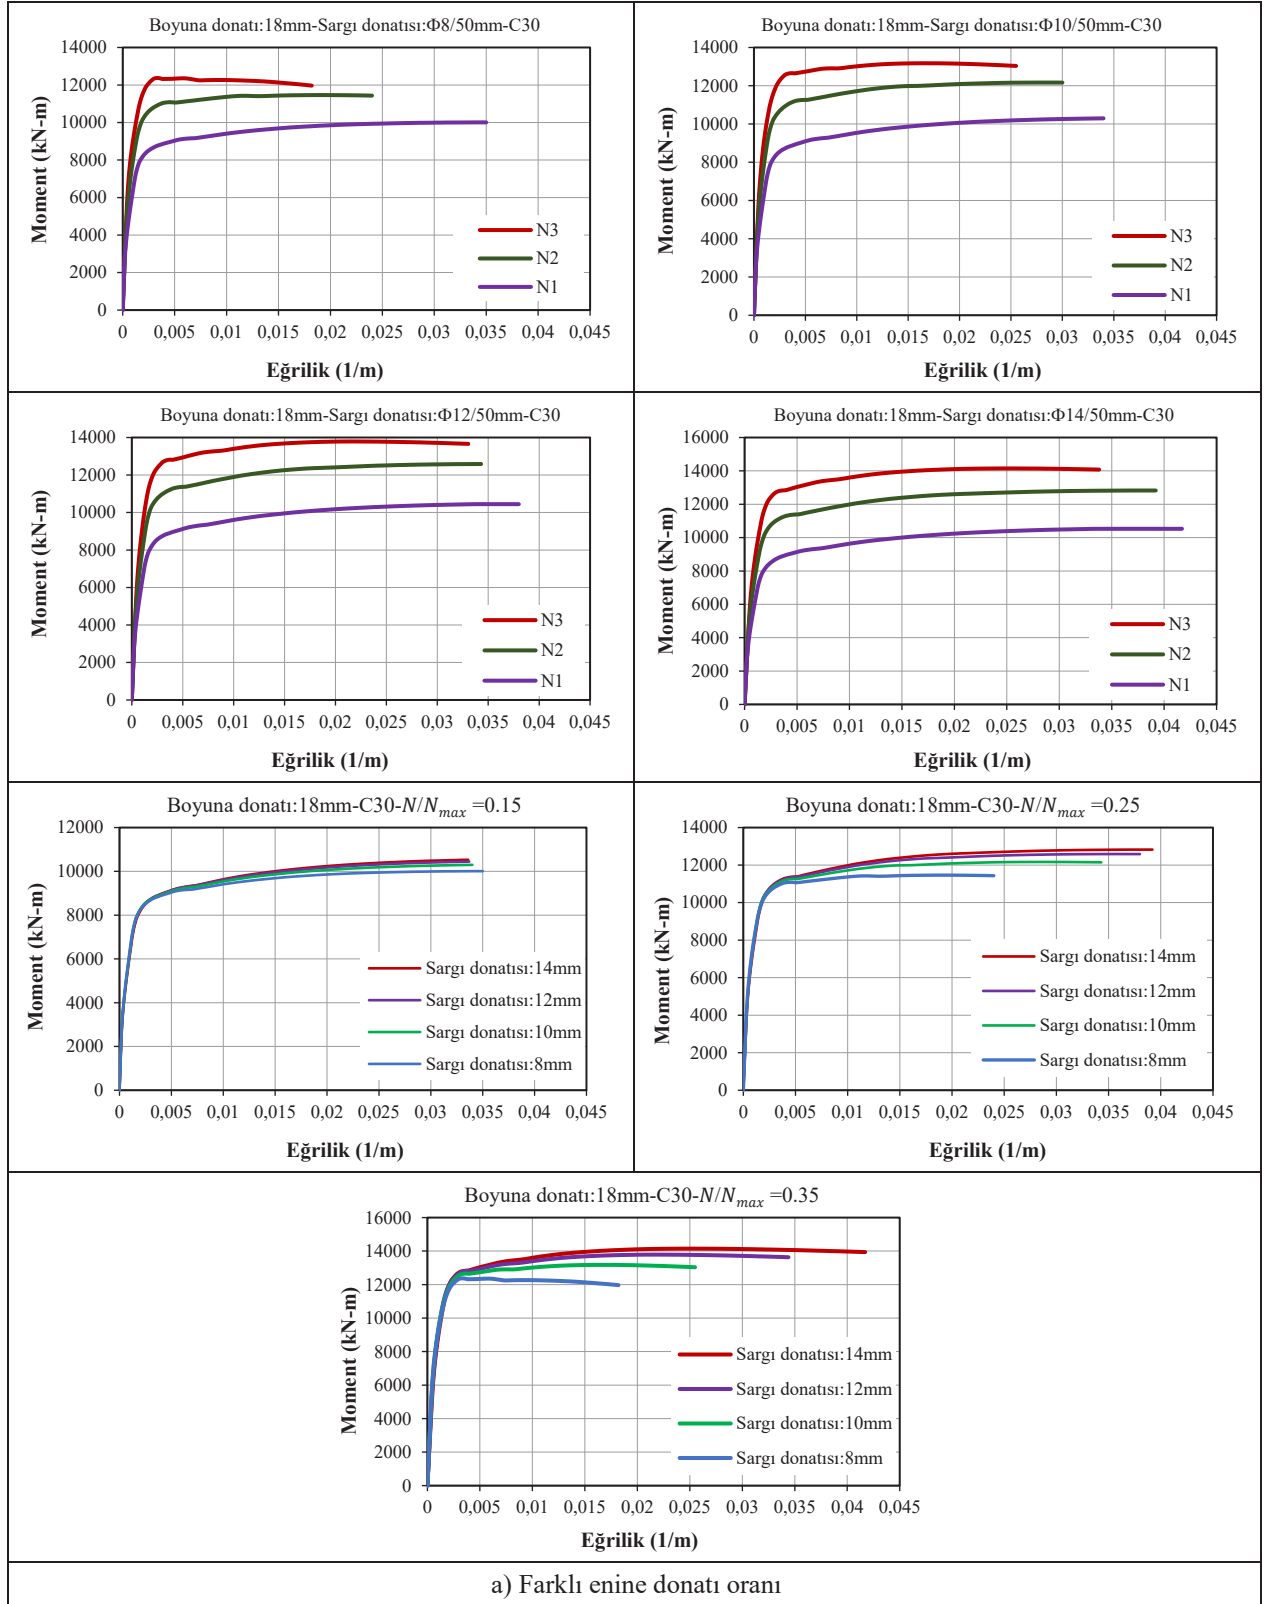 Boyuna donatı:18mm-Sargı donatısı:Φ8/50mm-C30
14000
12000
10000
8000
6000
4000
2000
0
Moment (kN-m)
N3
N2
N1
0 0,005 0,01 0,015 0,02 0,025 0,03 0,035 0,04 0,045
Eğrilik (1/m)
Boyuna donatı:18mm-Sargı donatısı:Φ10/50mm-C30
14000
12000
10000
8000
6000
4000
2000
0
Moment (kN-m)
N3
N2
N1
0 0,005 0,01 0,015 0,02 0,025 0,03 0,035 0,04 0,045
Eğrilik (1/m)
Boyuna donatı:18mm-Sargı donatısı:Φ12/50mm-C30
14000
12000
10000
8000
6000
4000
2000
0
Moment (kN-m)
N3
N2
N1
0 0,005 0,01 0,015 0,02 0,025 0,03 0,035 0,04 0,045
Eğrilik (1/m)
Boyuna donatı:18mm-Sargı donatısı:Φ14/50mm-C30
16000
14000
12000
10000
8000
6000
4000
2000
0
Moment (kN-m)
N3
N2
N1
0 0,005 0,01 0,015 0,02 0,025 0,03 0,035 0,04 0,045
Eğrilik (1/m)
Boyuna donatı:18mm-C30-N/Nmax =0.15
12000
10000
8000
6000
4000
2000
0
Moment (kN-m)
Sargı donatısı:14mm
Sargı donatısı:12mm
Sargı donatısı:10mm
Sargı donatısı:8mm
0 0,005 0,01 0,015 0,02 0,025 0,03 0,035 0,04 0,045
Eğrilik (1/m)
Boyuna donatı:18mm-C30-N/Nmax =0.25
14000
12000
10000
8000
6000
4000
2000
0
Moment (kN-m)
Sargı donatısı:14mm
Sargı donatısı:12mm
Sargı donatısı:10mm
Sargı donatısı:8mm
0 0,005 0,01 0,015 0,02 0,025 0,03 0,035 0,04 0,045
Eğrilik (1/m)
Boyuna donatı:18mm-C30-N/Nmax =0.35
16000
14000
12000
10000
8000
6000
4000
2000
0
Moment (kN-m)
Sargı donatısı:14mm
Sargı donatısı:12mm
Sargı donatısı:10mm
Sargı donatısı:8mm
0 0,005 0,01 0,015 0,02 0,025 0,03 0,035 0,04 0,045
Eğrilik (1/m)
a) Farklı enine donatı oranı